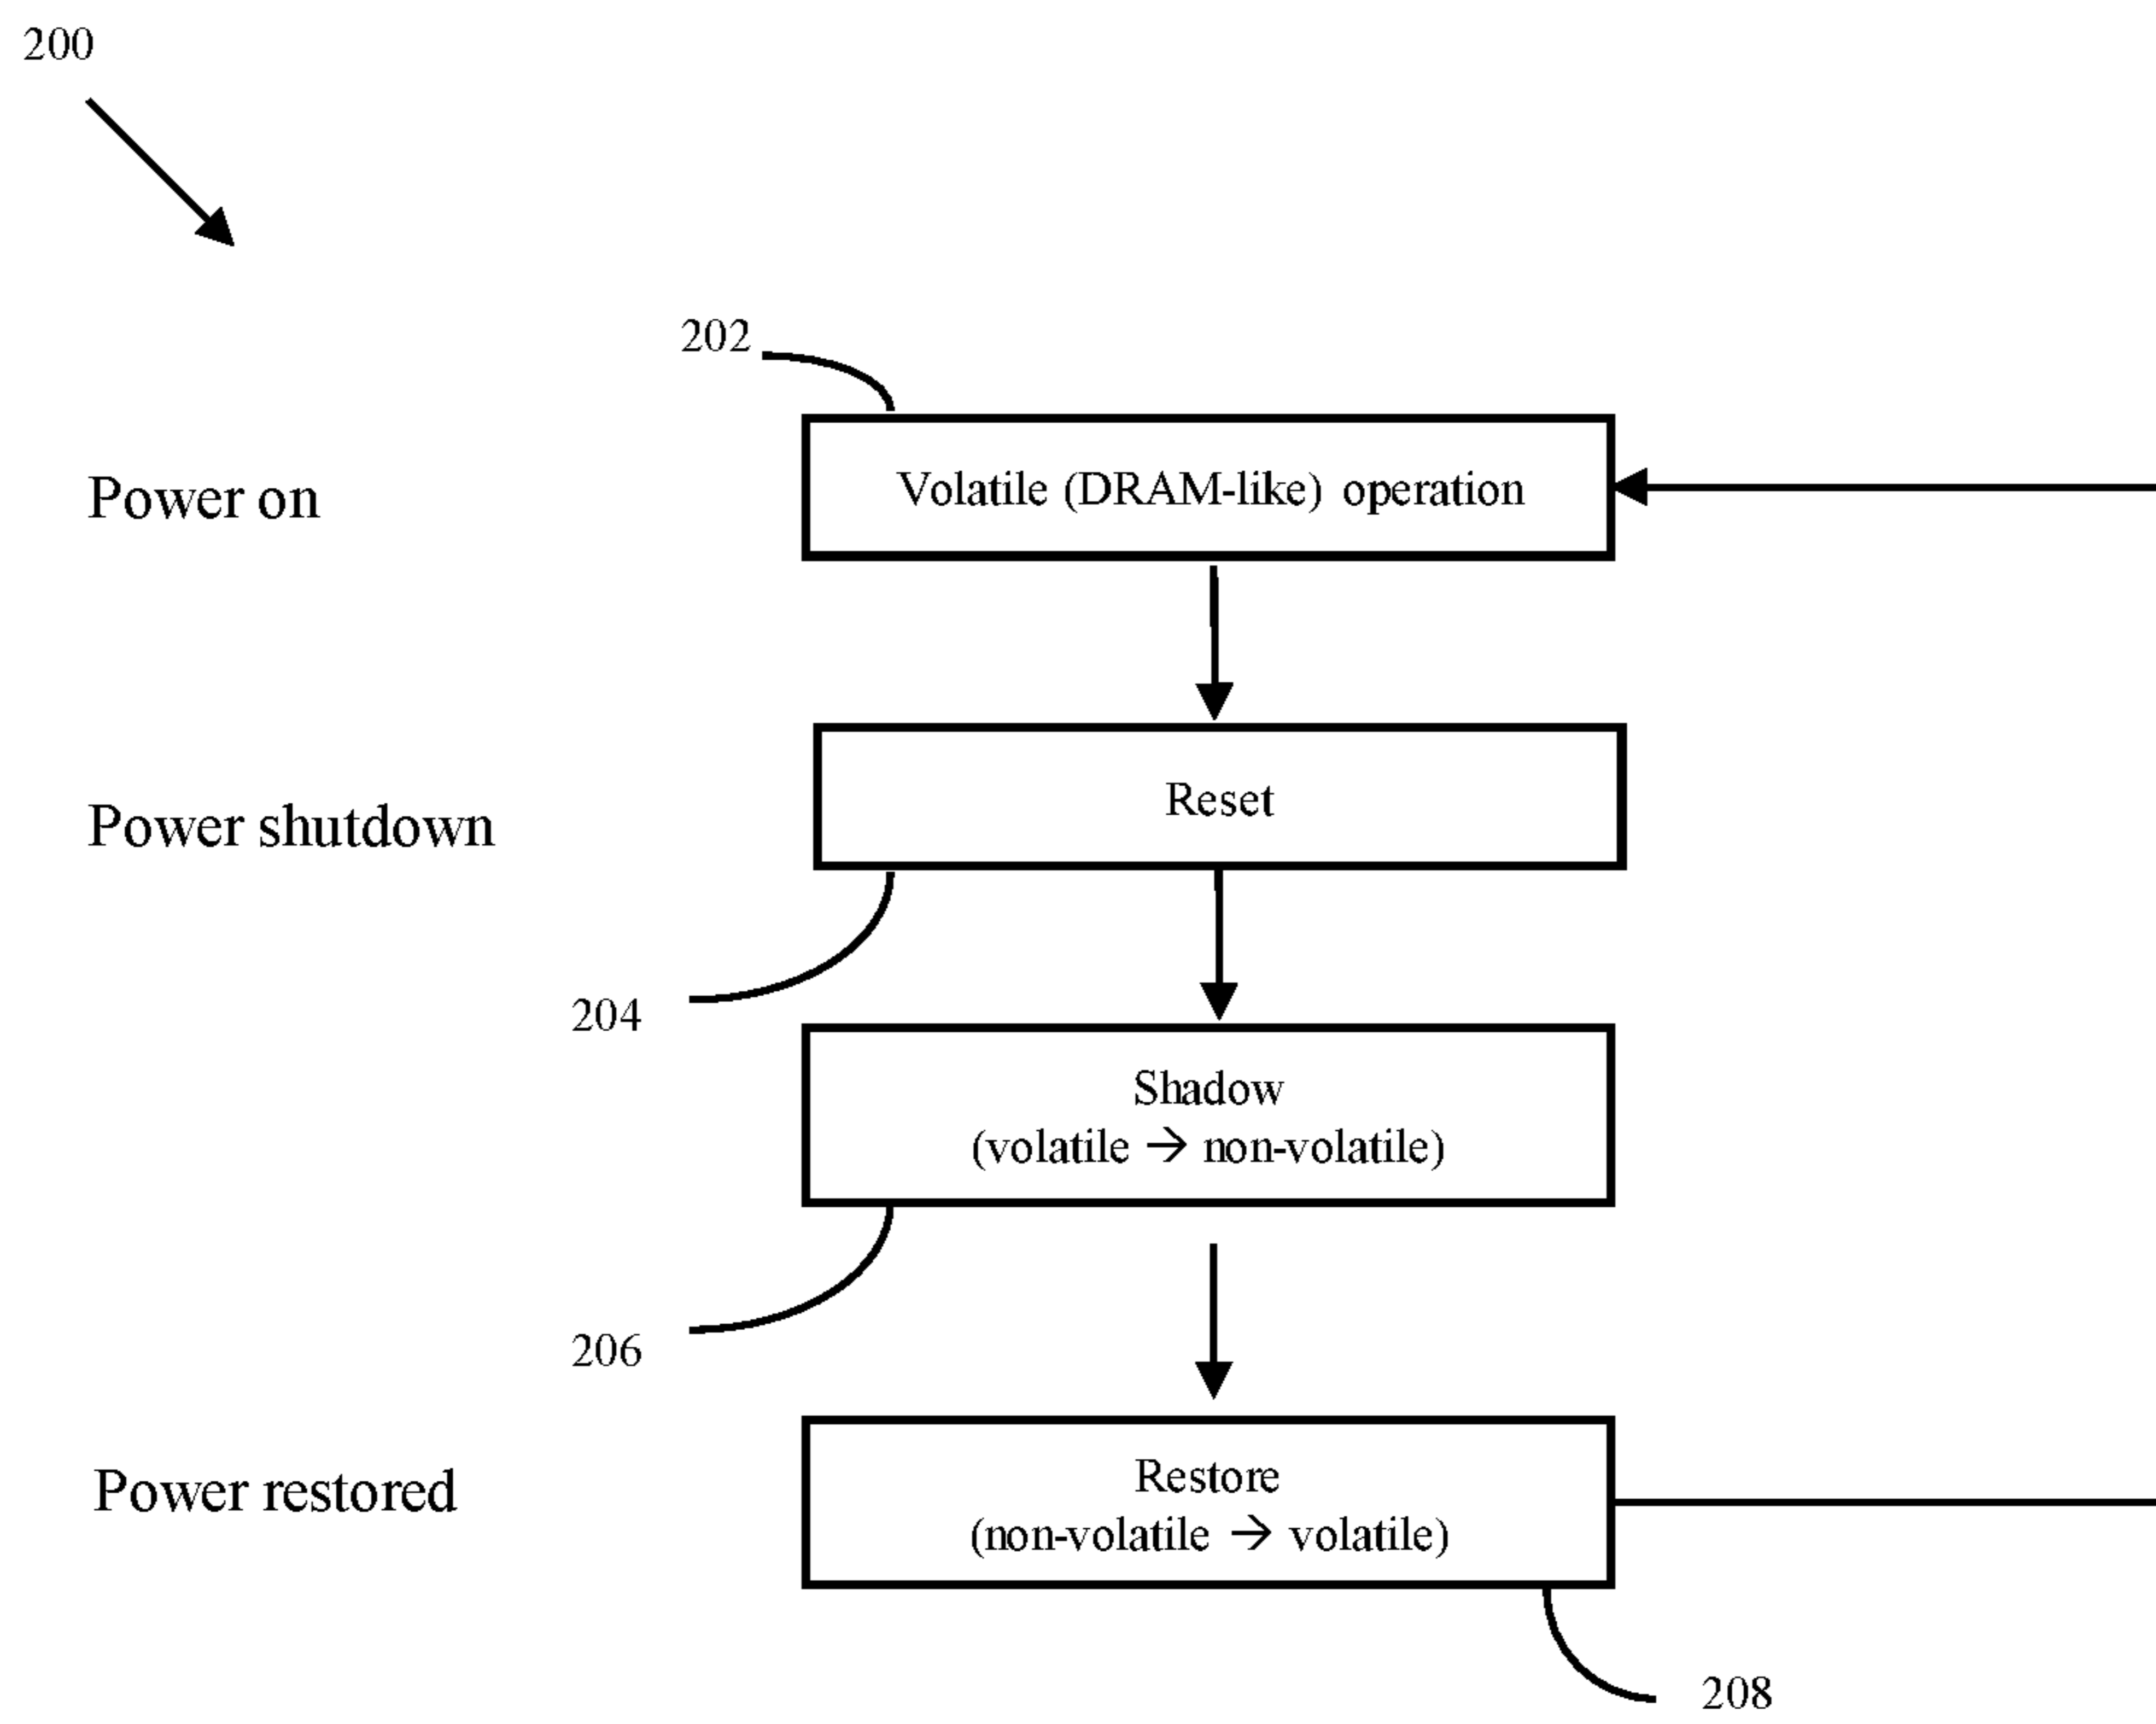 200
202
Power on
Volatile (DRAM-like) operation
Power shutdown
Reset
204
Shadow
(volatile → non-volatile)
206
Power restored
Restore
(non-volatile → volatile)
208